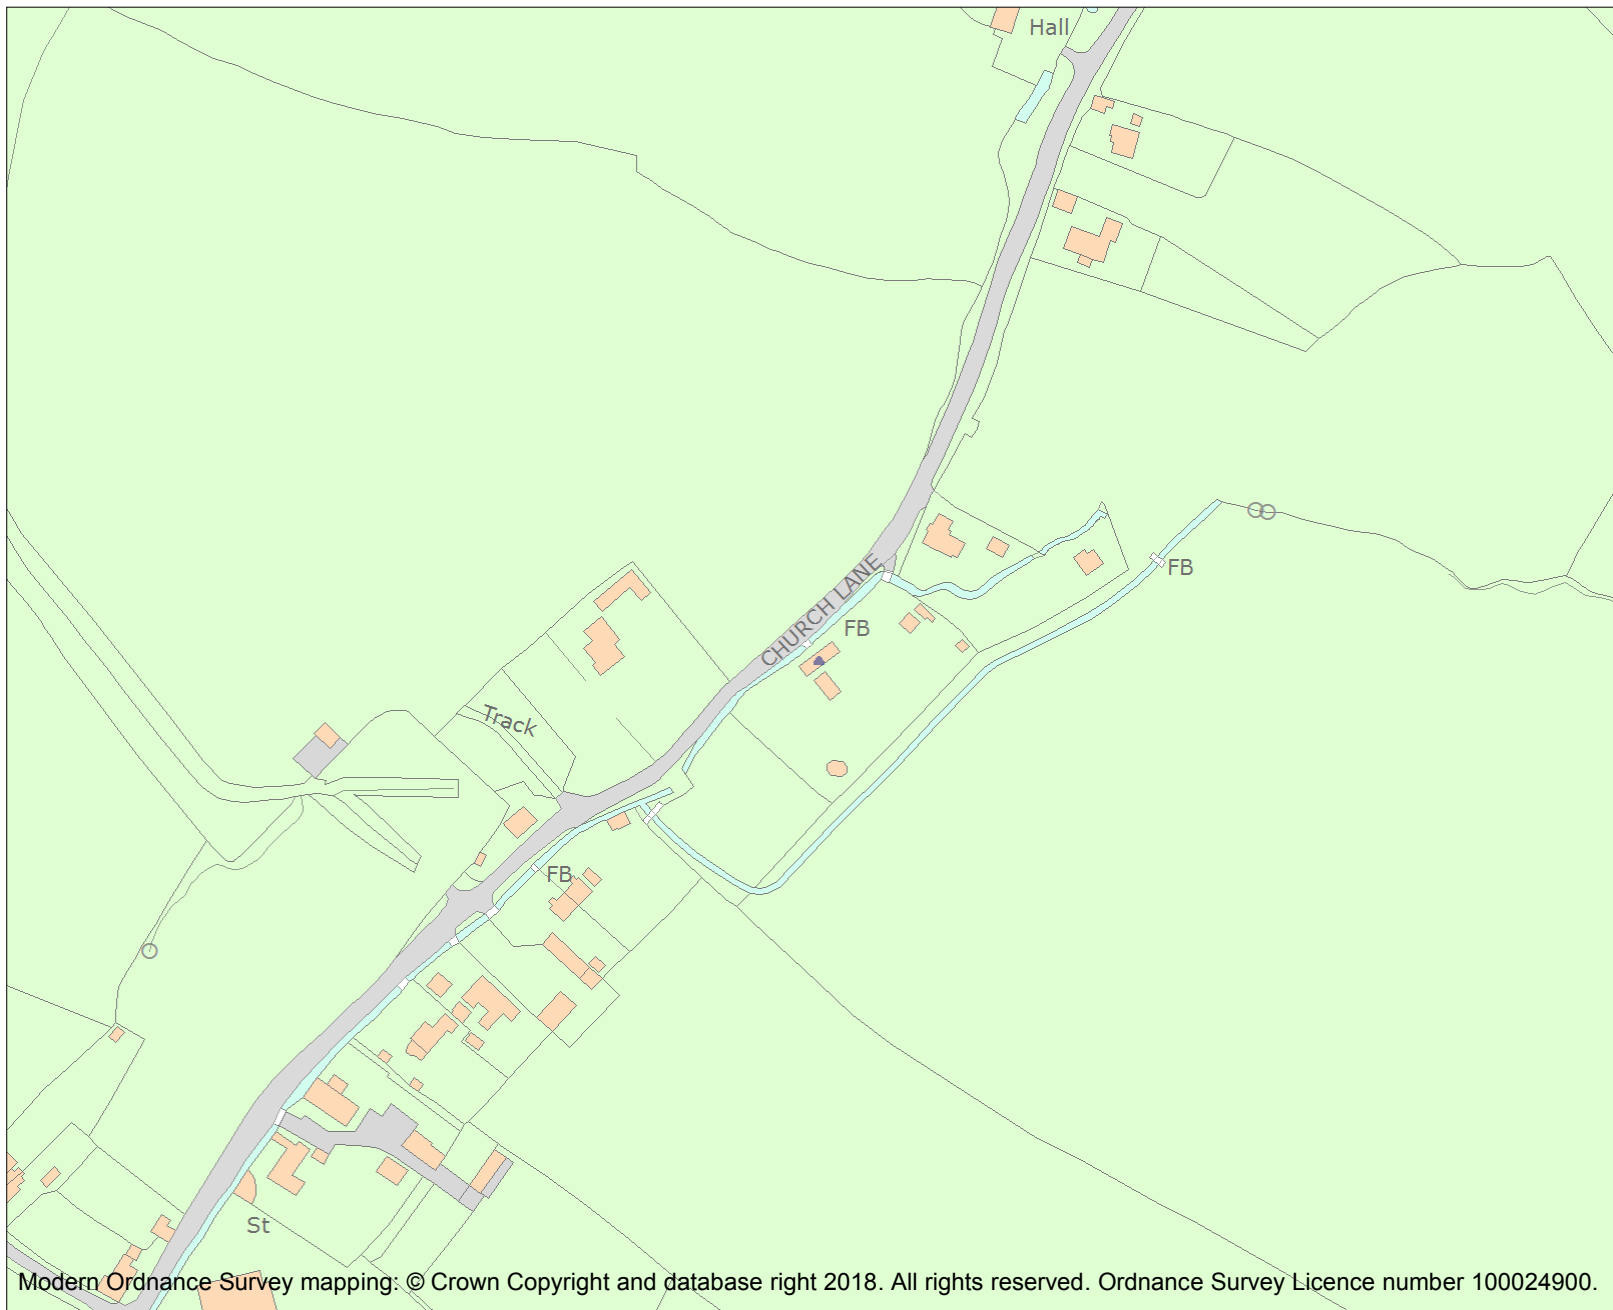 Hall
CHURCH LANE
FB
FB
Track
FB
St
Modern Ordnance Survey mapping: © Crown Copyright and database right 2018. All rights reserved. Ordnance Survey Licence number 100024900.